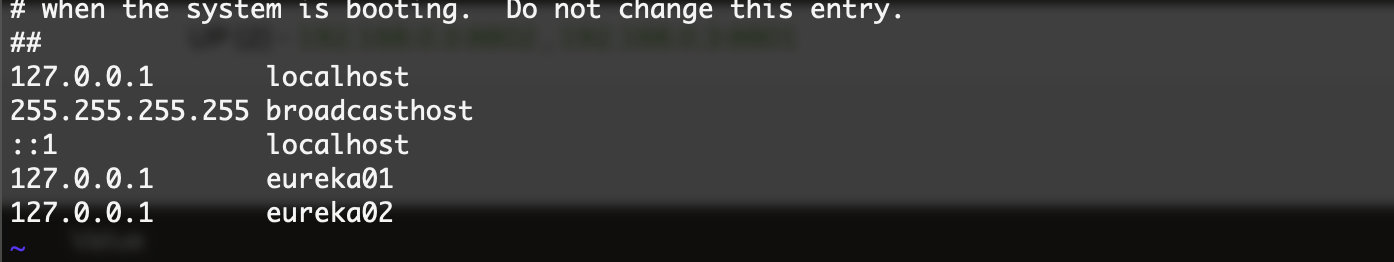 # when the system is booting.  Do not change this entry.
##
127.0.0.1       localhost
255.255.255.255 broadcasthost
::1             localhost
127.0.0.1       eureka01
127.0.0.1       eureka02
~